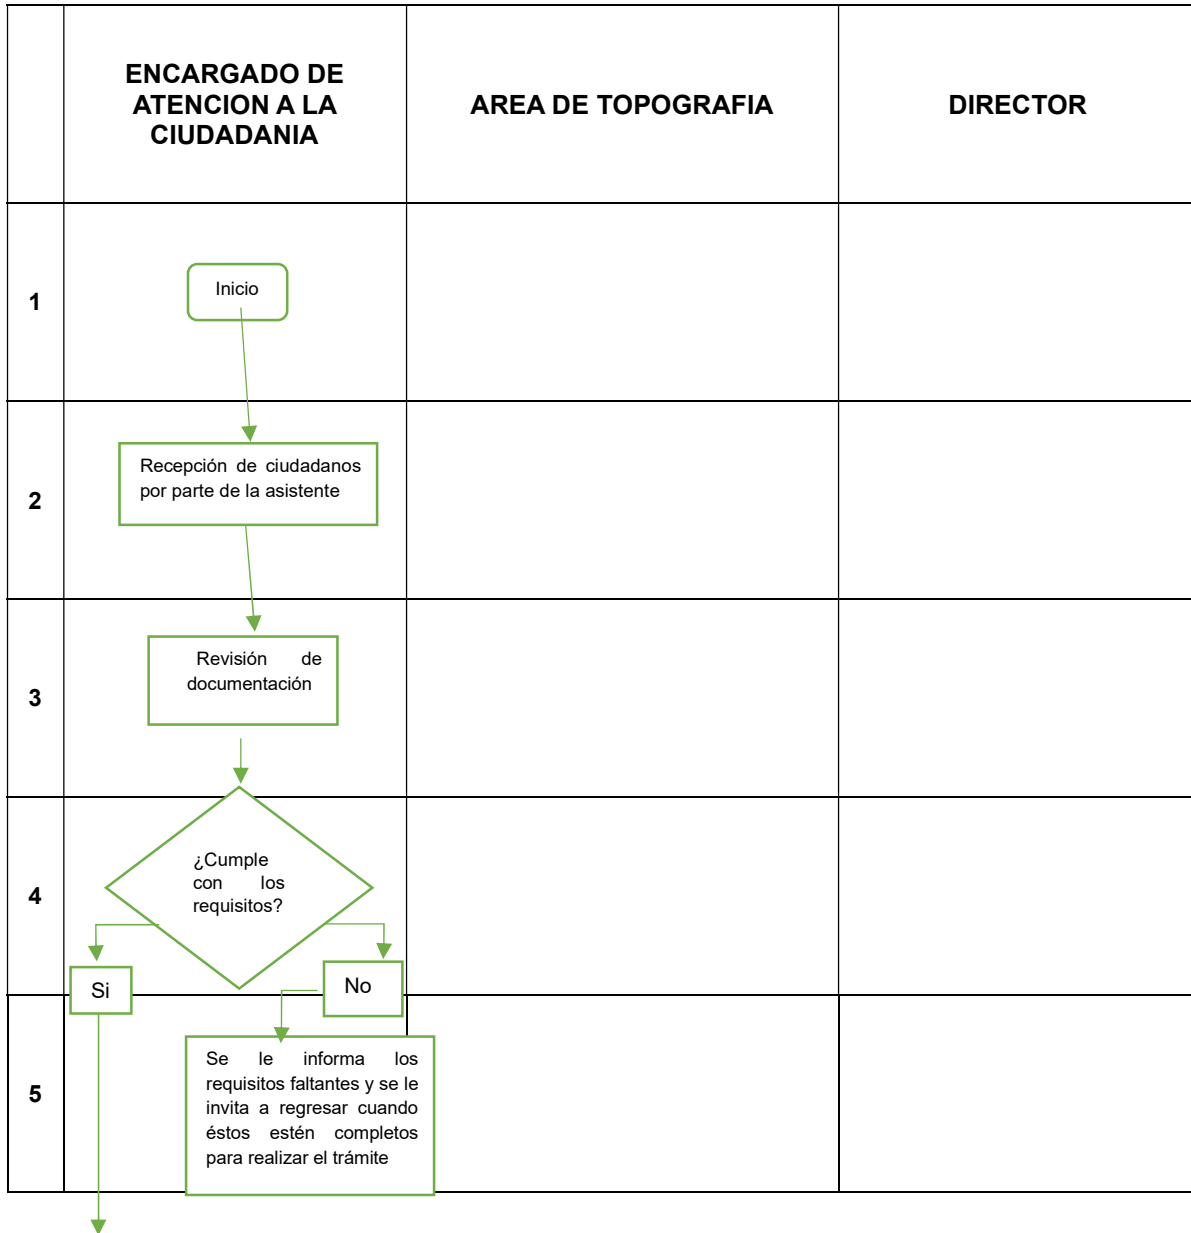 ENCARGADO DE
ATENCION A LA
CIUDADANIA
AREA DE TOPOGRAFIA
DIRECTOR
1
Inicio
2
Recepción de ciudadanos
por parte de la asistente
3
Revisión de
documentación
4
¿Cumple
con los
requisitos?
Si
No
5
Se le informa los
requisitos faltantes y se le
invita a regresar cuando
éstos estén completos
para realizar el trámite